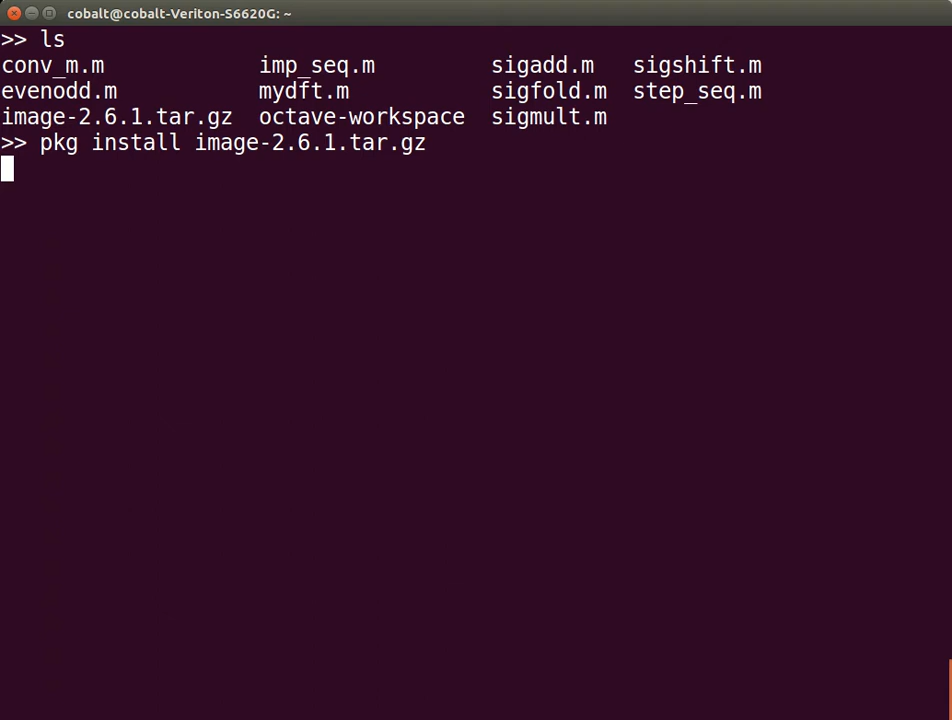 cobalt@cobalt-Veriton-S6620G: ~
>> ls
conv_m.m imp_seq.m sigadd.m sigshift.m
evenodd.m mydft.m sigfold.m step_seq.m
image-2.6.1.tar.gz octave-workspace sigmult.m
>> pkg install image-2.6.1.tar.gz